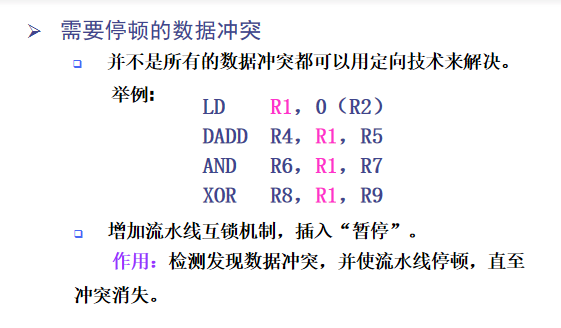 ➢ 需要停顿的数据冲突
并不是所有的数据冲突都可以用定向技术来解决。
举例:
LD R1，0（R2）
DADD R4，R1，R5
AND R6，R1，R7
XOR R8，R1，R9
增加流水线互锁机制，插入“暂停”。
作用：检测发现数据冲突，并使流水线停顿，直至
冲突消失。